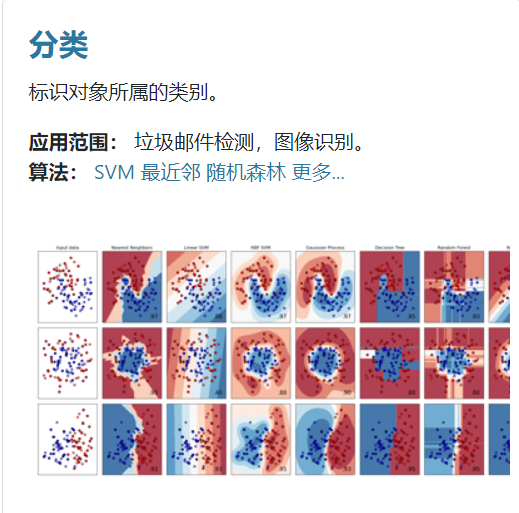 分类
标识对象所属的类别。
应用范围： 垃圾邮件检测，图像识别。
算法： SVM 最近邻 随机森林 更多...
Input data Nearest Neighbors Linear SVM RBF SVM Gaussian Process Decision Tree Random Forest